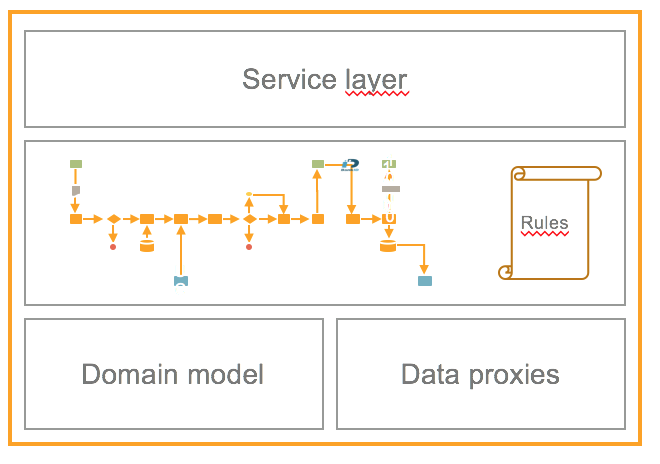 Service layer
Rules
Domain model
Data proxies